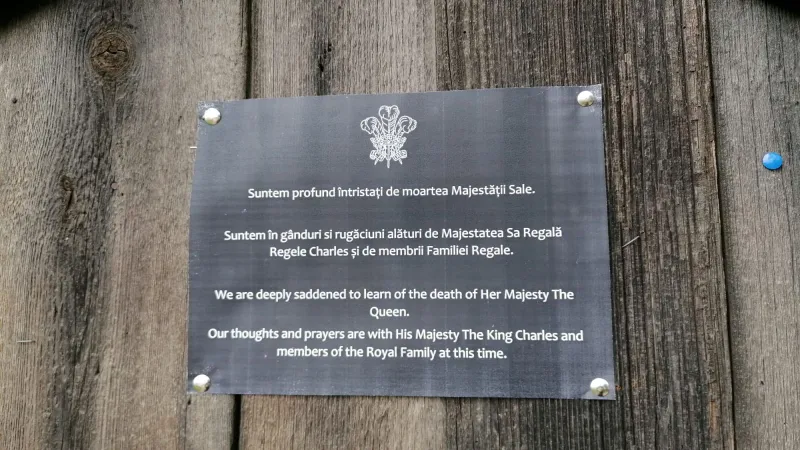 Suntem profund întristați de moartea Majestății Sale.
Suntem în gânduri si rugăciuni alături de Majestatea Sa Regală
Regele Charles și de membrii Familiei Regale.
We are deeply saddened to learn of the death of Her Majesty The
Queen.
Our thoughts and prayers are with His Majesty The King Charles and
members of the Royal Family at this time.